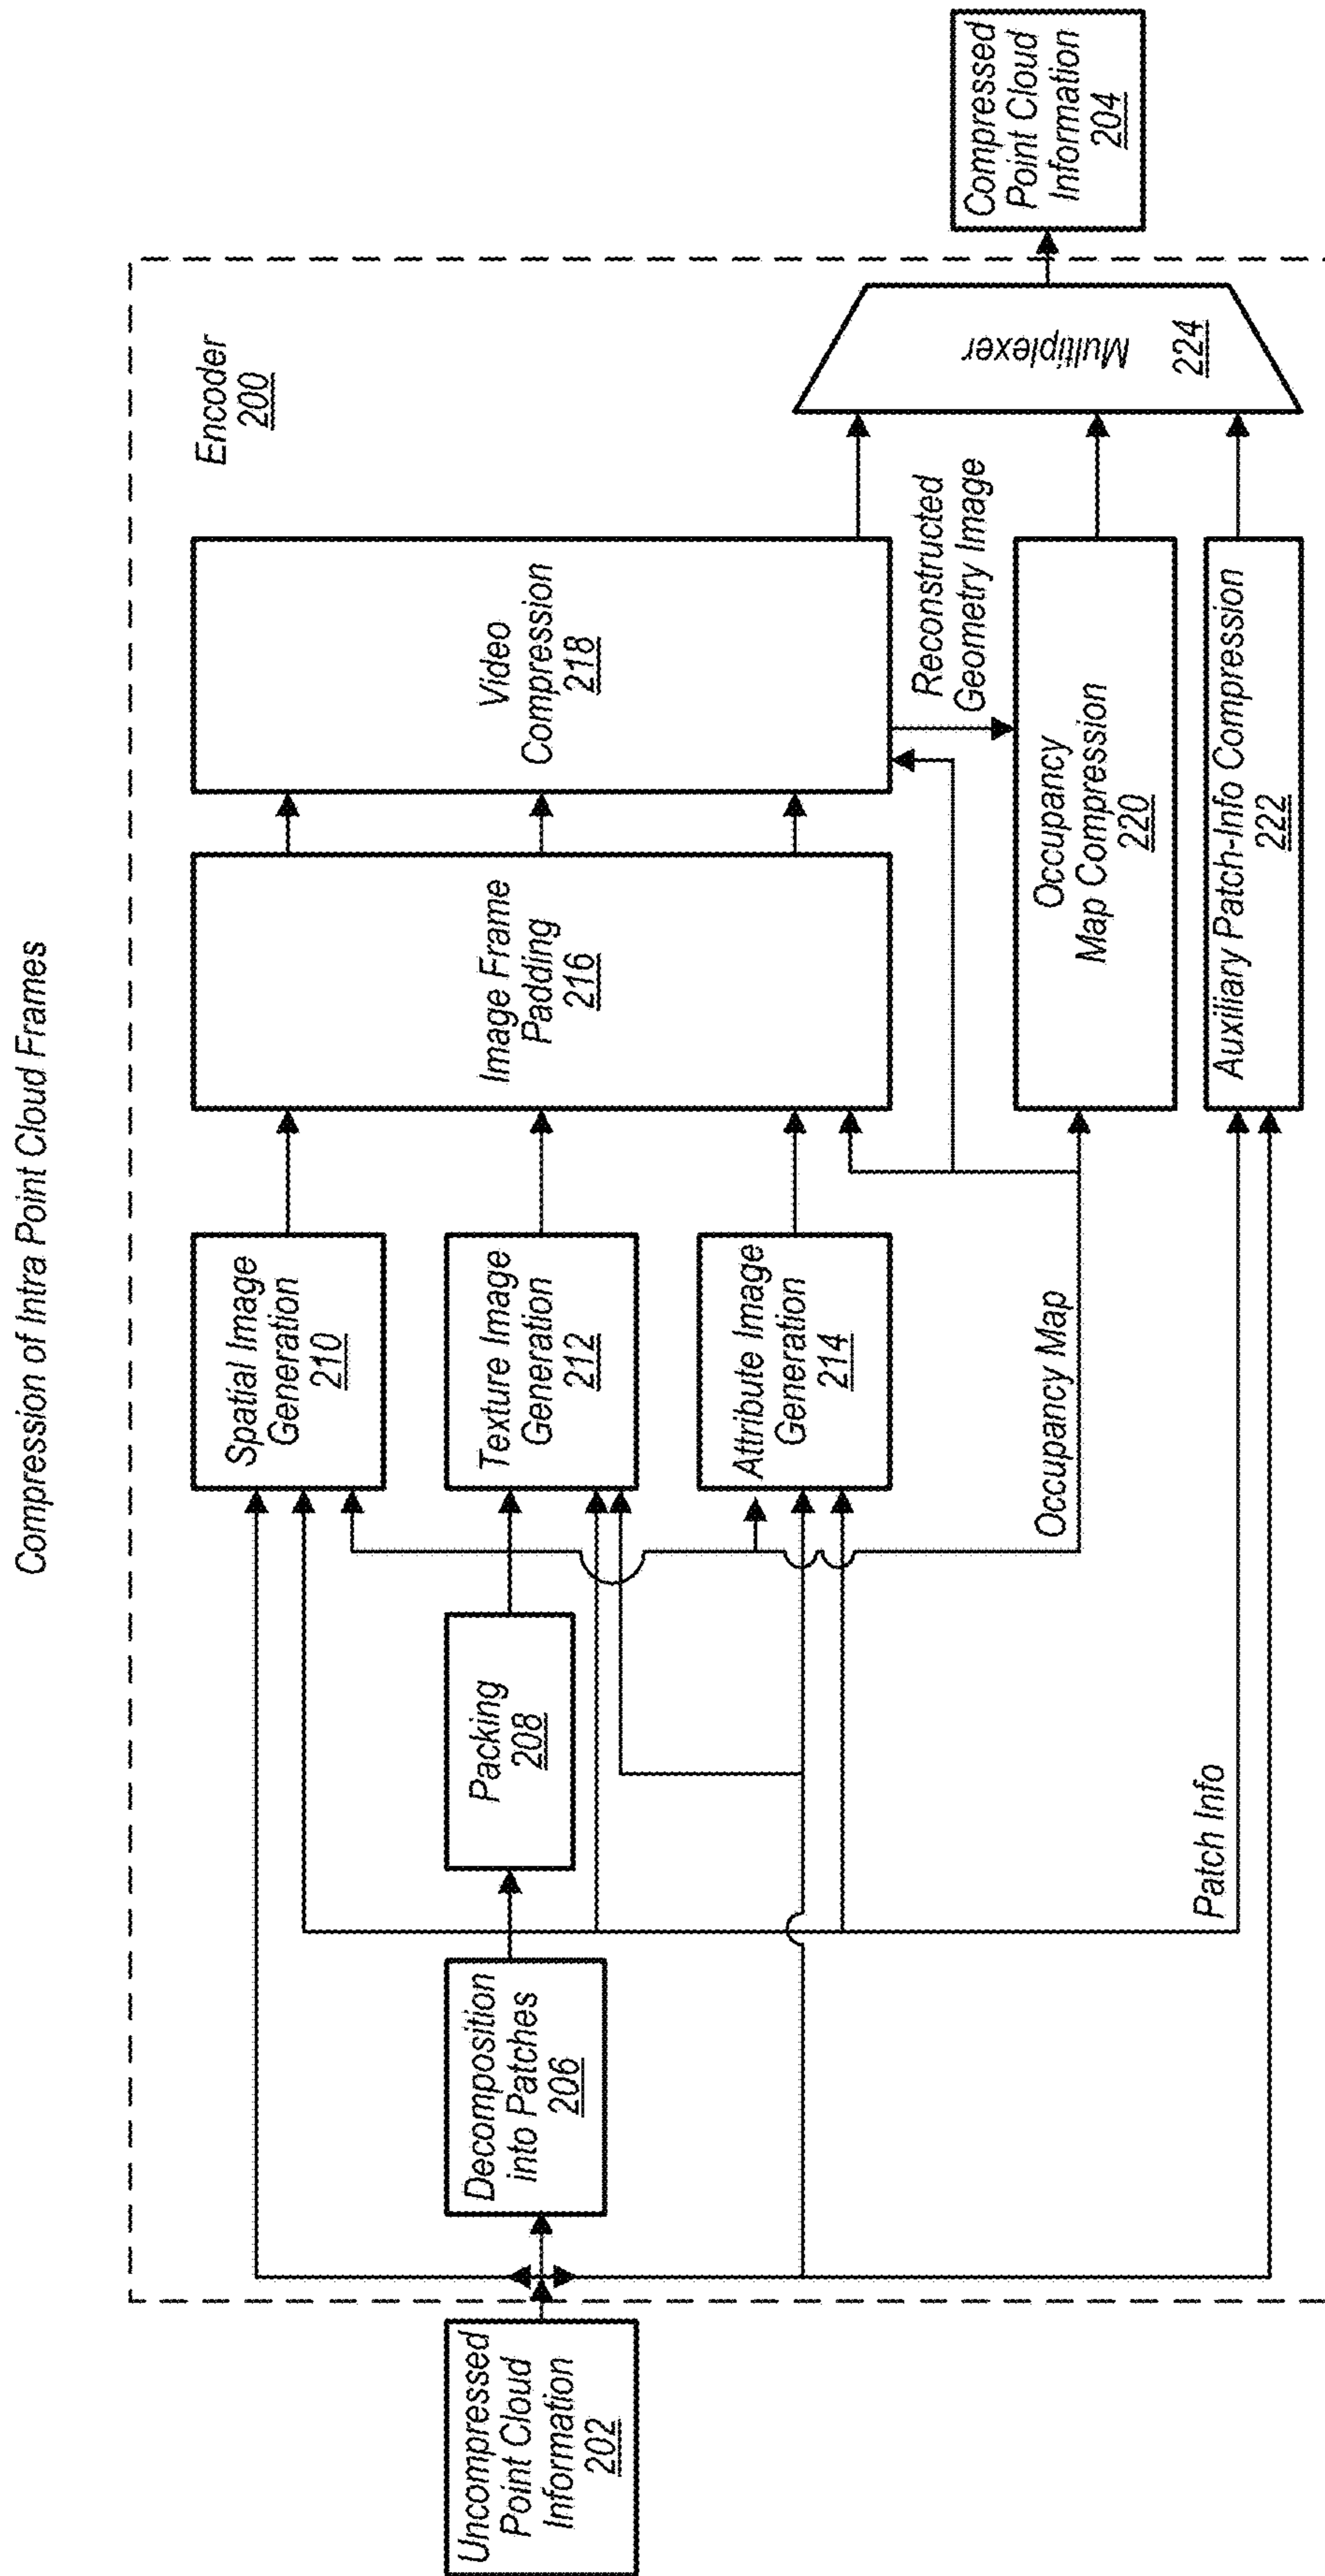 Compression of Intra Point Cloud Frames
Encoder
200
Uncompressed
Point Cloud
Information
202
Decomposition
into Patches
206
Packing
208
Spatial Image
Generation
210
Texture Image
Generation
212
Attribute Image
Generation
214
Image Frame
Padding
216
Video
Compression
218
Reconstructed
Geometry Image
Occupancy Map
Occupancy
Map Compression
220
Patch Info
Auxiliary Patch-Info Compression
222
Multiplexer
224
Compressed
Point Cloud
Information
204